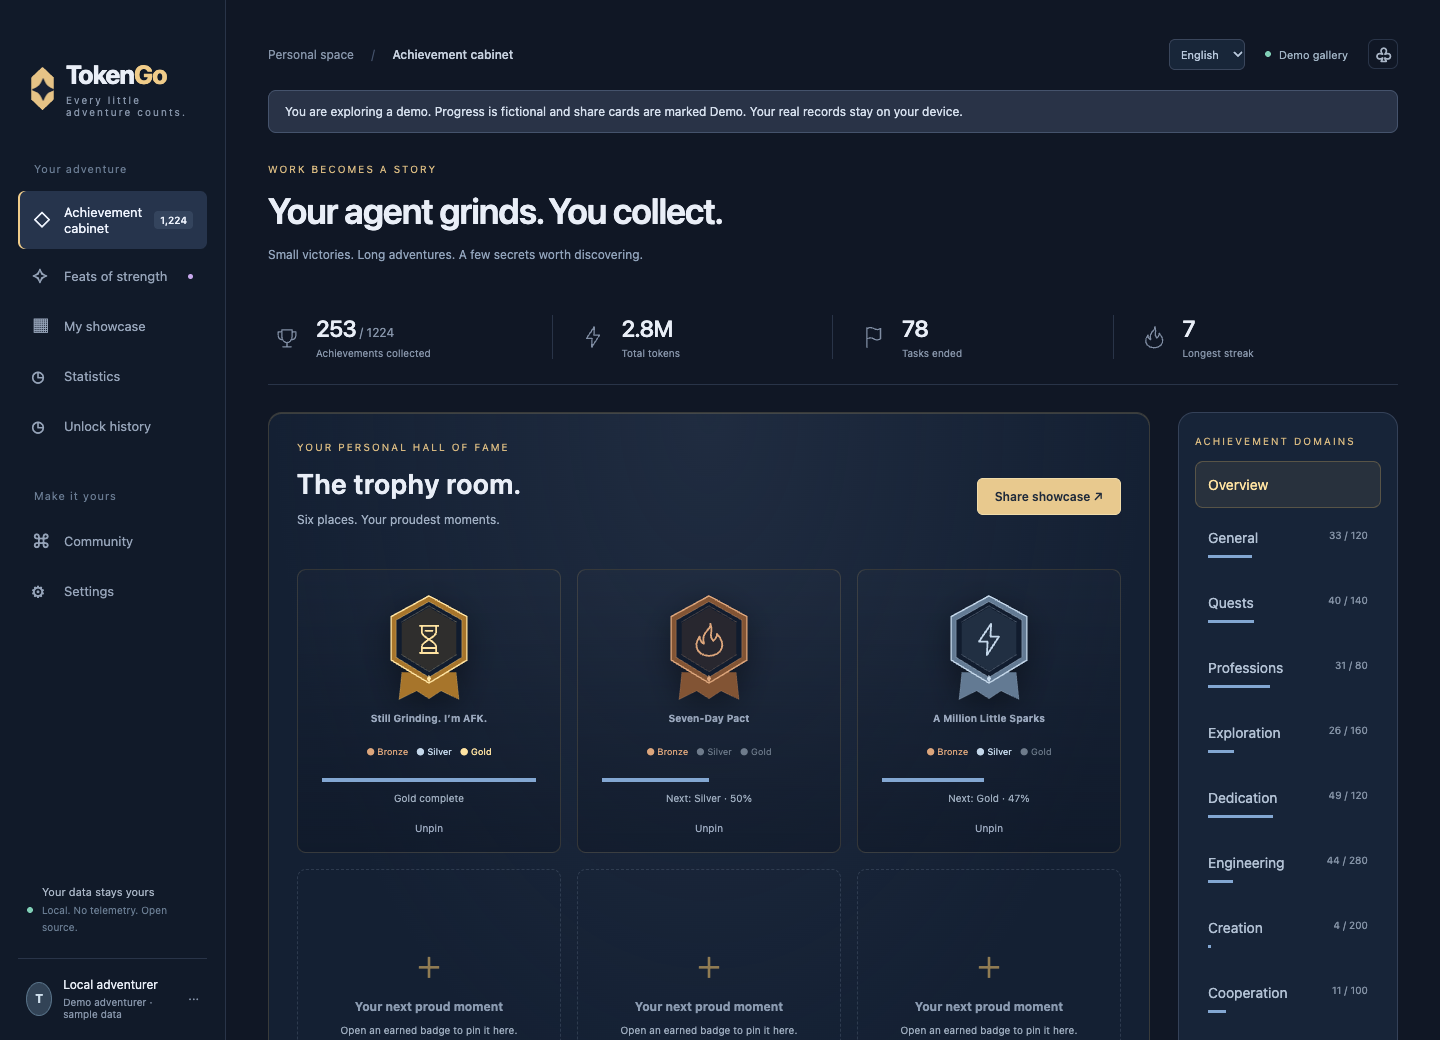 TokenGo
Every little
adventure counts.
Your adventure
Achievement
cabinet
1,224
Feats of strength
My showcase
Statistics
Unlock history
Make it yours
Community
Settings
Your data stays yours
Local. No telemetry. Open
source.
T
Local adventurer
Demo adventurer ·
sample data
...
Personal space / Achievement cabinet
English
Demo gallery
You are exploring a demo. Progress is fictional and share cards are marked Demo. Your real records stay on your device.
WORK BECOMES A STORY
Your agent grinds. You collect.
Small victories. Long adventures. A few secrets worth discovering.
253 / 1224
Achievements collected
2.8M
Total tokens
78
Tasks ended
7
Longest streak
YOUR PERSONAL HALL OF FAME
The trophy room.
Six places. Your proudest moments.
Share showcase ↗
Still Grinding. I’m AFK.
Bronze Silver Gold
Gold complete
Unpin
Seven-Day Pact
Bronze Silver Gold
Next: Silver · 50%
Unpin
A Million Little Sparks
Bronze Silver Gold
Next: Gold · 47%
Unpin
Your next proud moment
Open an earned badge to pin it here.
Your next proud moment
Open an earned badge to pin it here.
Your next proud moment
Open an earned badge to pin it here.
ACHIEVEMENT DOMAINS
Overview
General 33 / 120
Quests 40 / 140
Professions 31 / 80
Exploration 26 / 160
Dedication 49 / 120
Engineering 44 / 280
Creation 4 / 200
Cooperation 11 / 100